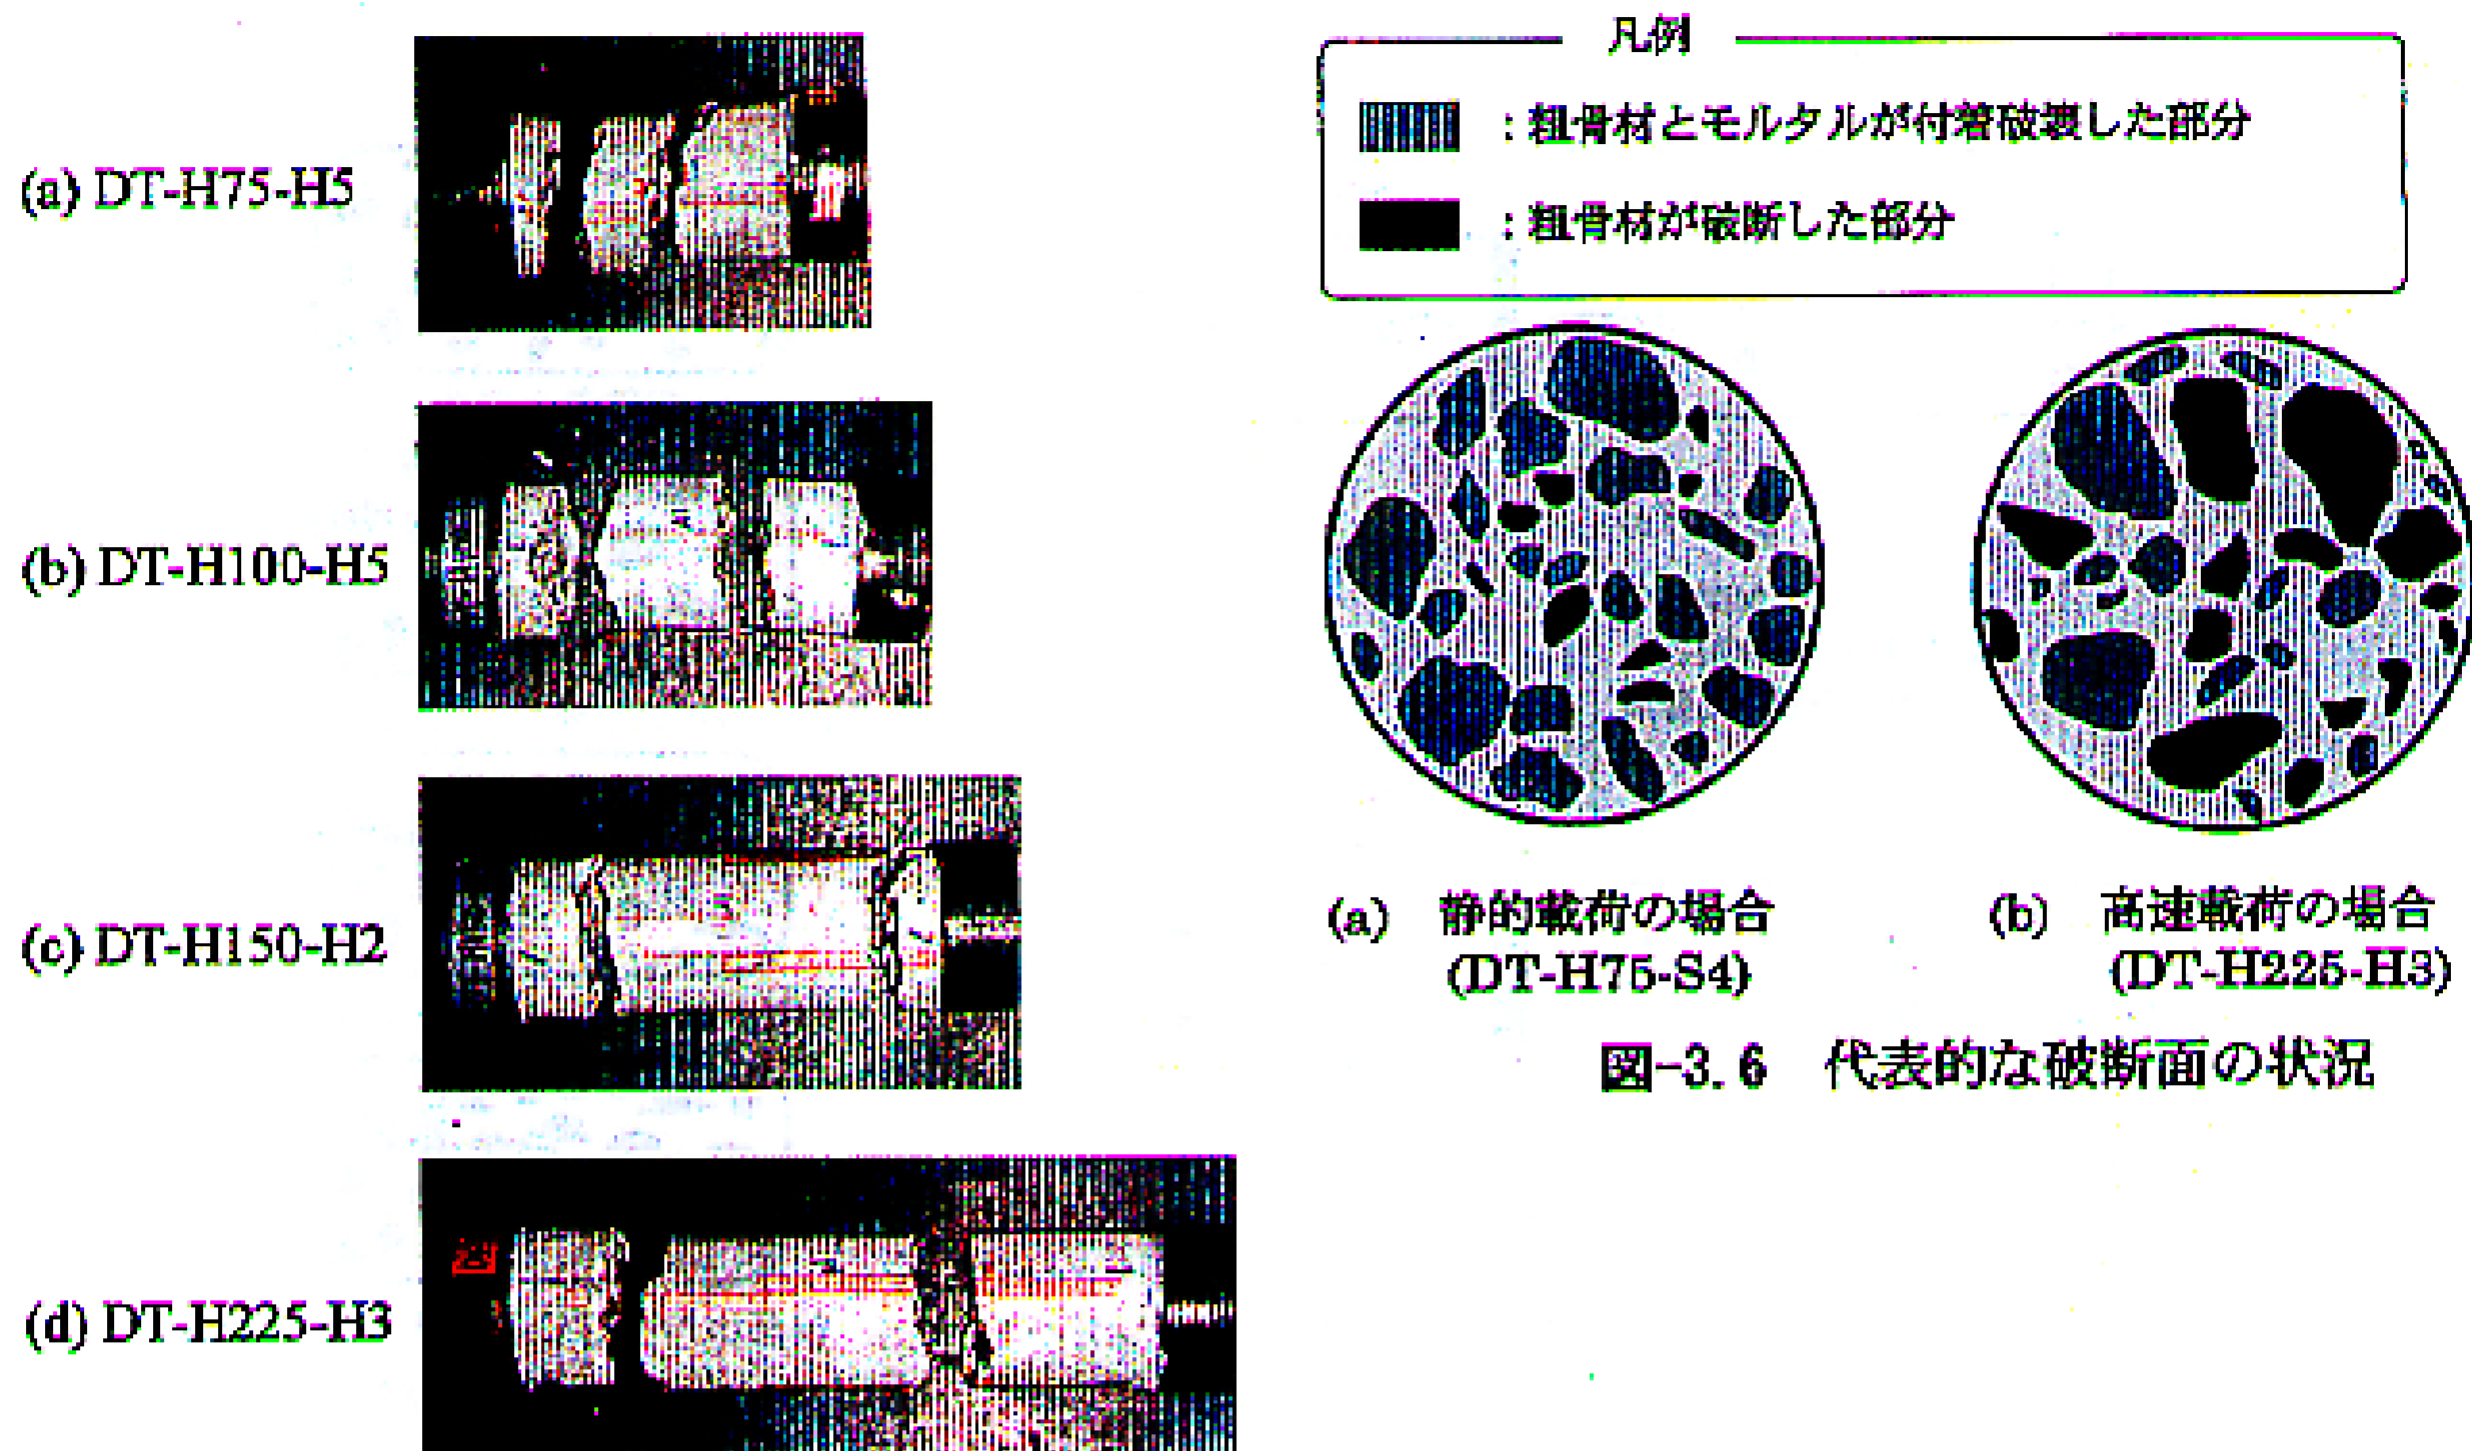 (a) DT-H75-H5
(b) DT-H100-H5
(c) DT-H150-H2
(d) DT-H225-H3
凡例
：粗骨材とモルタルが付着破壊した部分
：粗骨材が破断した部分
(a) 静的載荷の場合
(DT-H75-S4)
(b) 高速載荷の場合
(DT-H225-H3)
図-3.6 代表的な破断面の状況